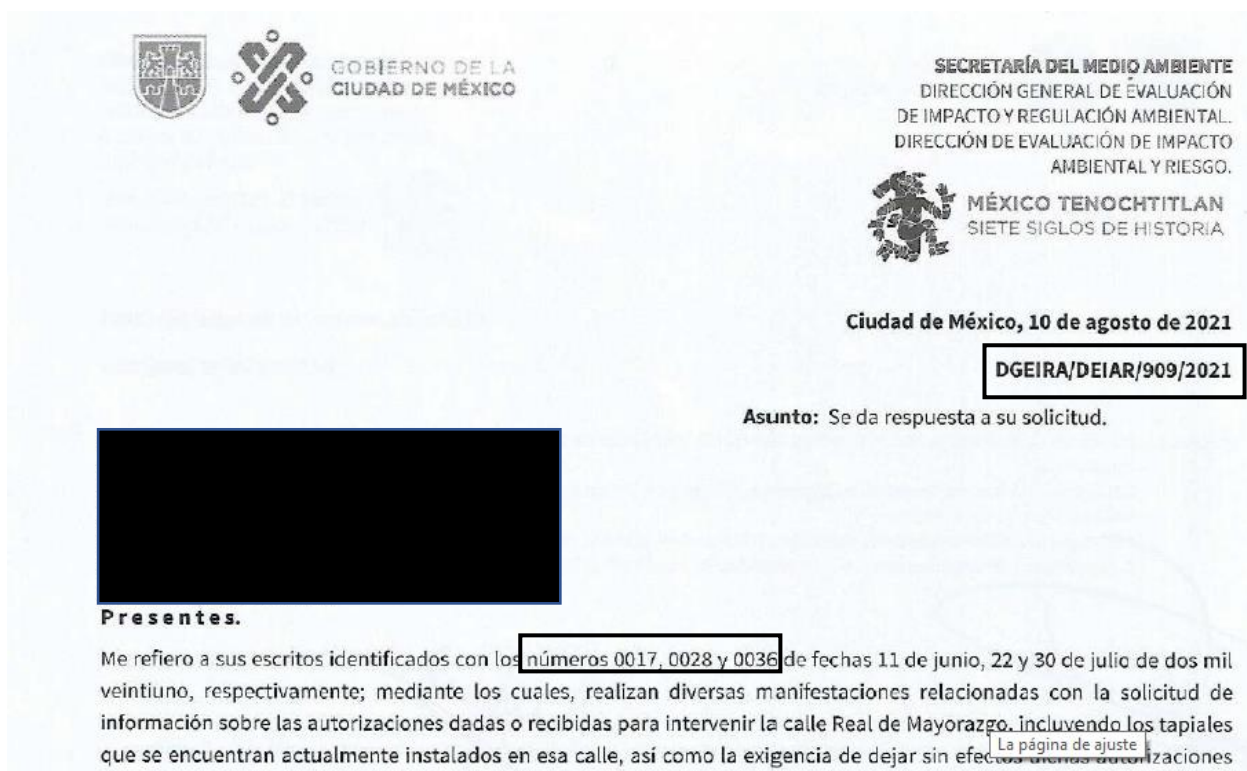 GOBIERNO DE LA
CIUDAD DE MÉXICO
SECRETARÍA DEL MEDIO AMBIENTE
DIRECCIÓN GENERAL DE EVALUACIÓN
DE IMPACTO Y REGULACIÓN AMBIENTAL.
DIRECCIÓN DE EVALUACIÓN DE IMPACTO
AMBIENTAL Y RIESGO.
MÉXICO TENOCHTITLAN
SIETE SIGLOS DE HISTORIA
Ciudad de México, 10 de agosto de 2021
DGEIRA/DEIAR/909/2021
Asunto: Se da respuesta a su solicitud.
Presentes.
Me refiero a sus escritos identificados con los números 0017, 0028 y 0036 de fechas 11 de junio, 22 y 30 de julio de dos mil
veintiuno, respectivamente; mediante los cuales, realizan diversas manifestaciones relacionadas con la solicitud de
información sobre las autorizaciones dadas o recibidas para intervenir la calle Real de Mayorazgo, incluyendo los tapiales
que se encuentran actualmente instalados en esa calle, así como la exigencia de dejar sin efectos dichas autorizaciones
La página de ajuste